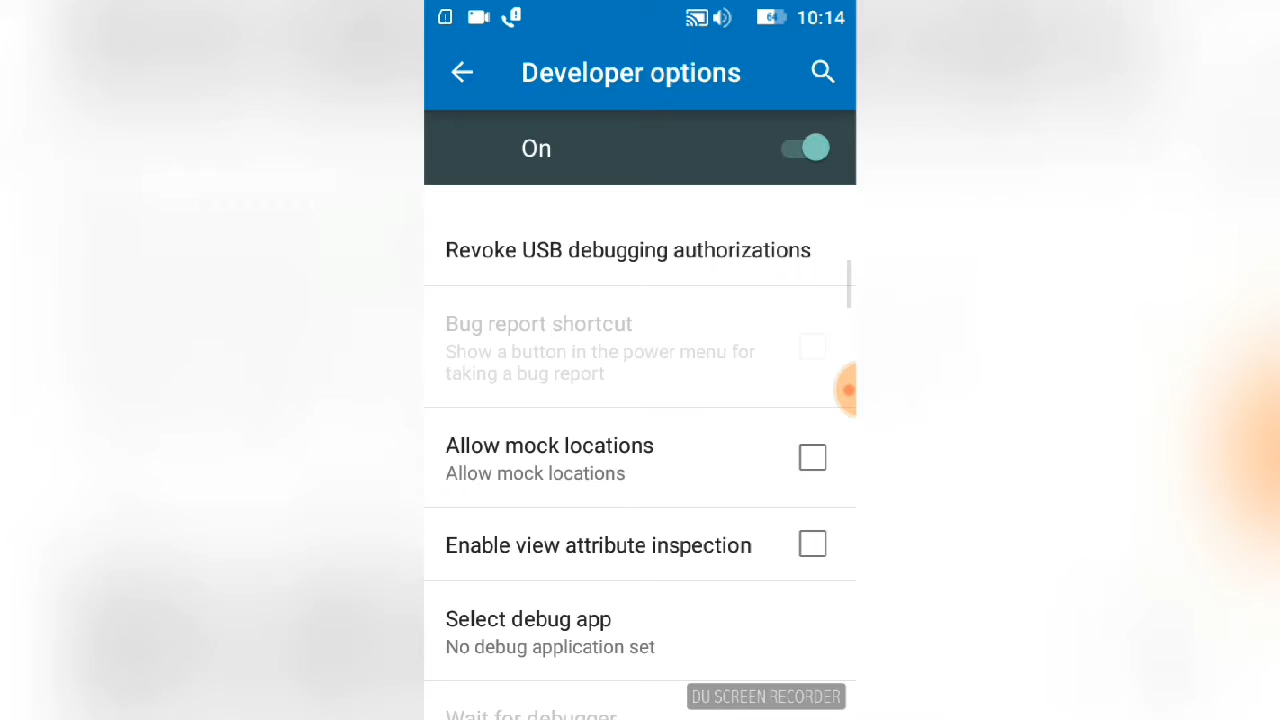 10:14
Developer options
On
Revoke USB debugging authorizations
Bug report shortcut
Show a button in the power menu for
taking a bug report
Allow mock locations
Allow mock locations
Enable view attribute inspection
Select debug app
No debug application set
DU SCREEN RECORDER
Wait for debugger